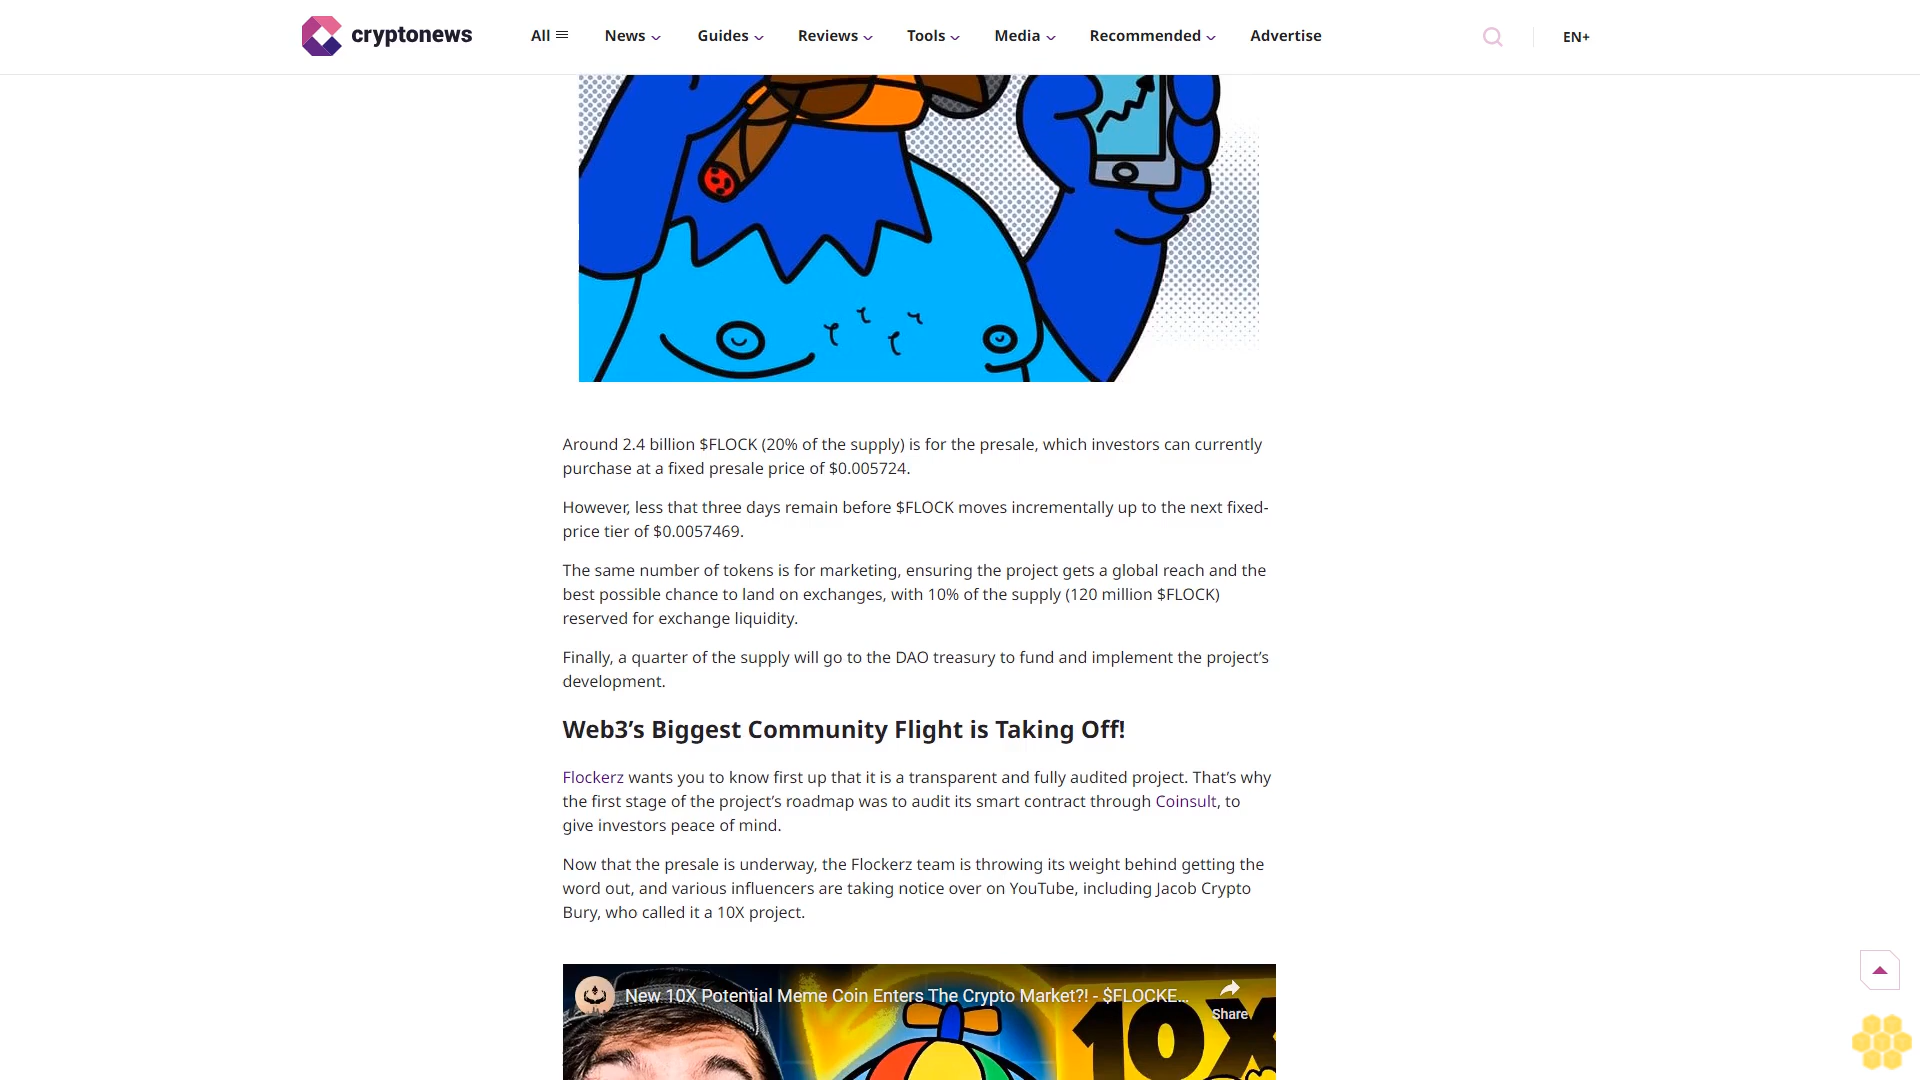 cryptonews All News Guides Reviews Tools Media Recommended Advertise EN+
Around 2.4 billion $FLOCK (20% of the supply) is for the presale, which investors can currently
purchase at a fixed presale price of $0.005724.
However, less that three days remain before $FLOCK moves incrementally up to the next fixed-
price tier of $0.0057469.
The same number of tokens is for marketing, ensuring the project gets a global reach and the
best possible chance to land on exchanges, with 10% of the supply (120 million $FLOCK)
reserved for exchange liquidity.
Finally, a quarter of the supply will go to the DAO treasury to fund and implement the project’s
development.
Web3’s Biggest Community Flight is Taking Off!
Flockerz wants you to know first up that it is a transparent and fully audited project. That’s why
the first stage of the project’s roadmap was to audit its smart contract through Coinsult, to
give investors peace of mind.
Now that the presale is underway, the Flockerz team is throwing its weight behind getting the
word out, and various influencers are taking notice over on YouTube, including Jacob Crypto
Bury, who called it a 10X project.
New 10X Potential Meme Coin Enters The Crypto Market?! - $FLOCKE...
Share
10X